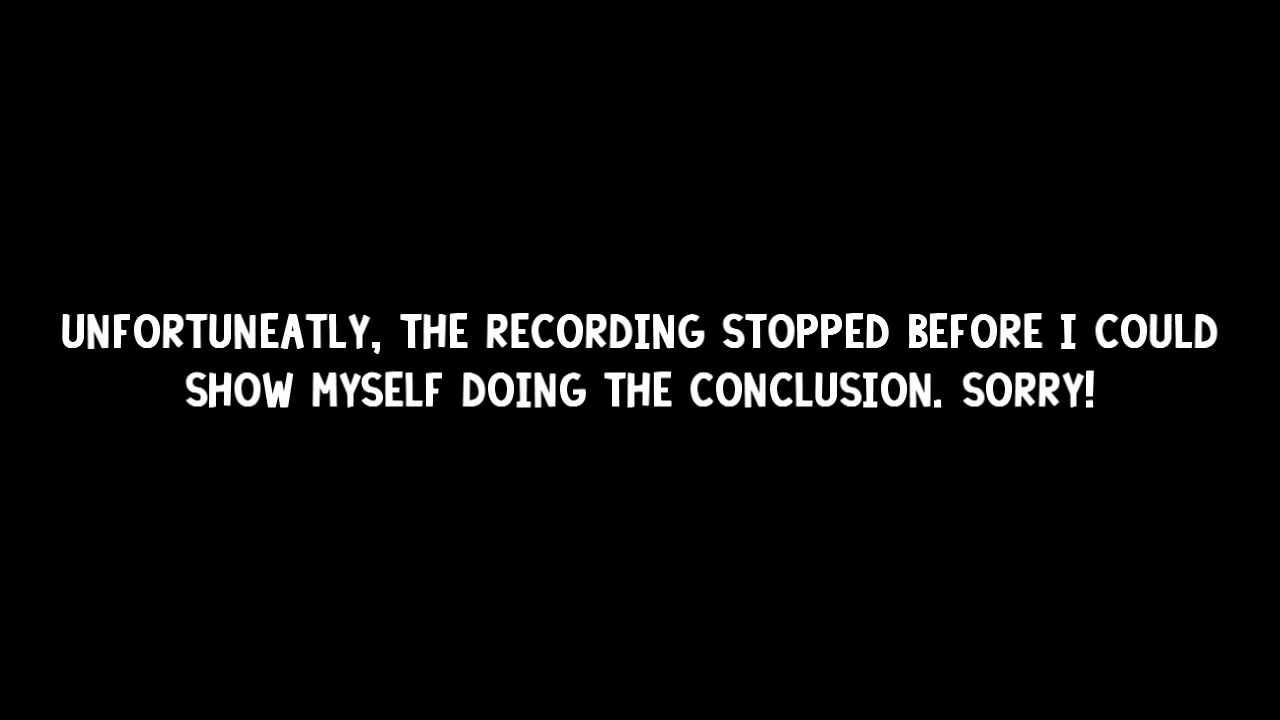 UNFORTUNEATLY, THE RECORDING STOPPED BEFORE I COULD
SHOW MYSELF DOING THE CONCLUSION. SORRY!